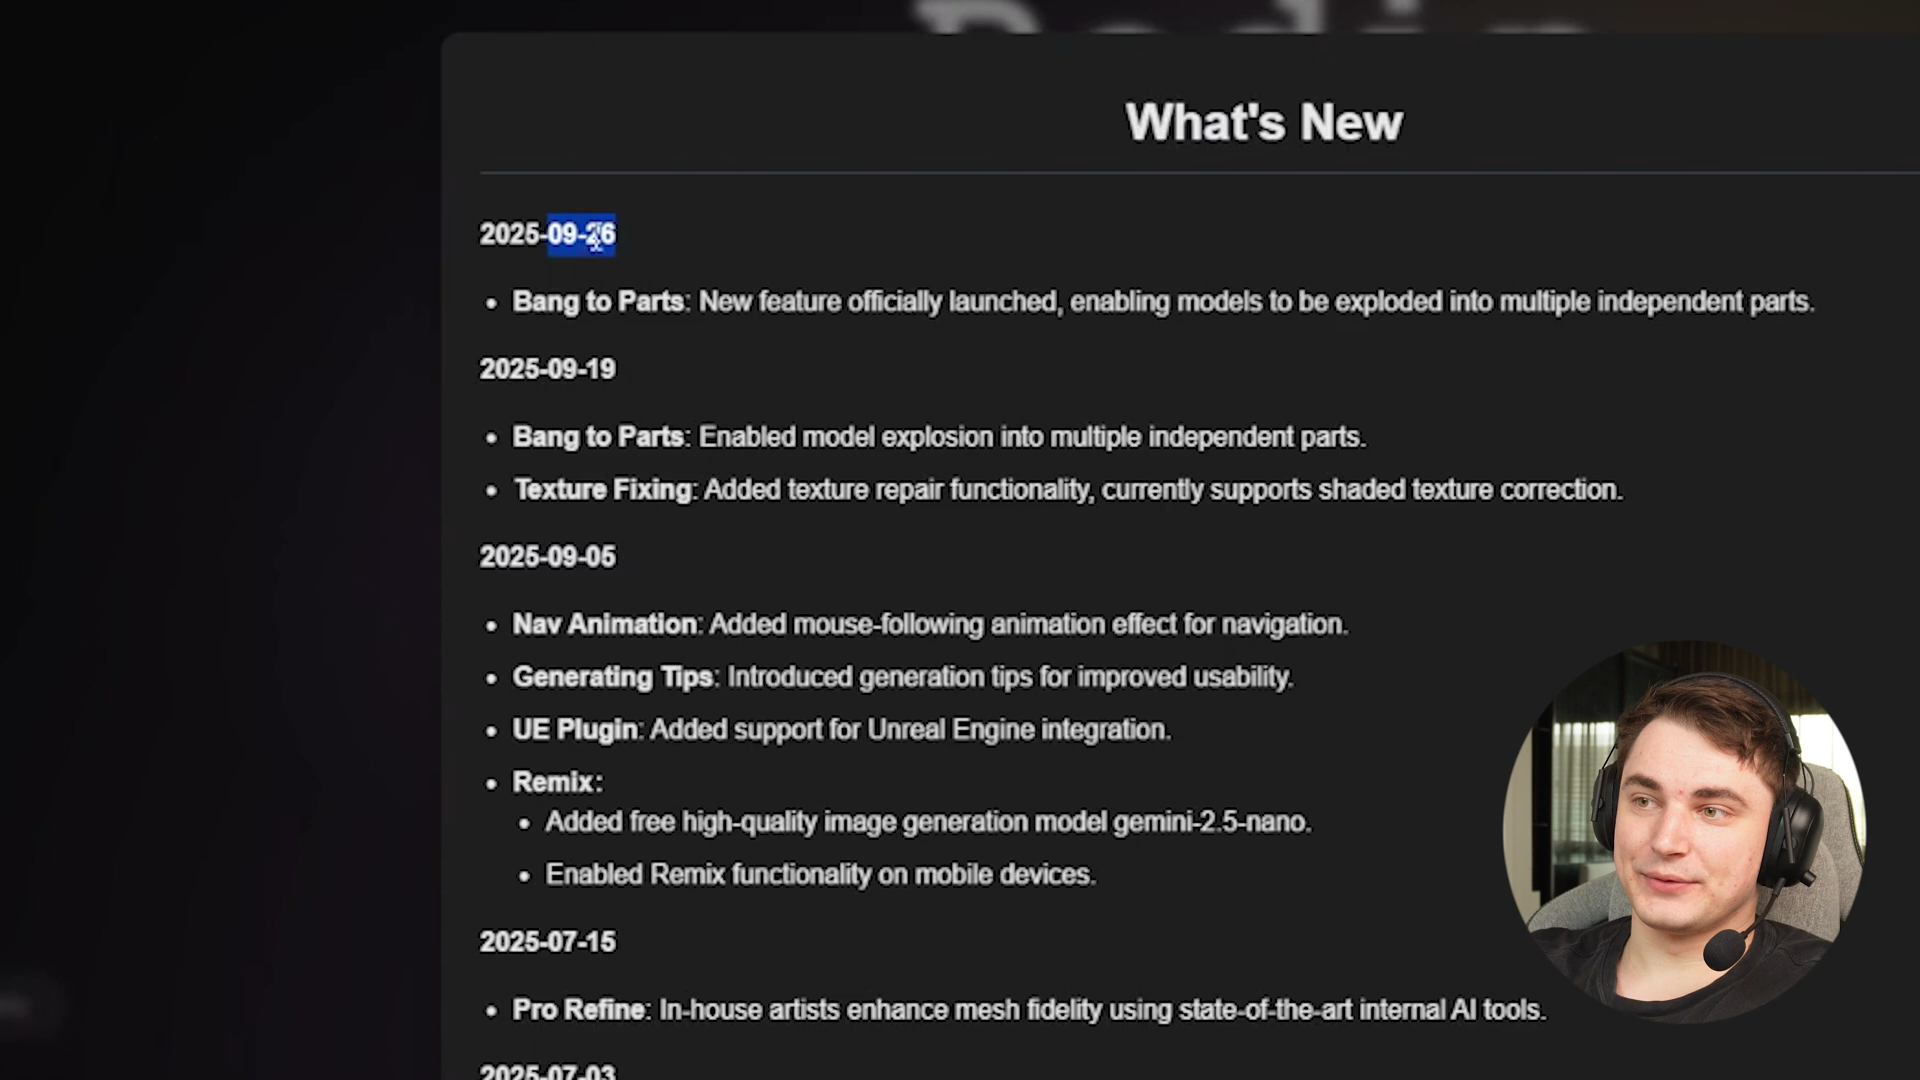 What's New
2025-09-26
Bang to Parts: New feature officially launched, enabling models to be exploded into multiple independent parts.
2025-09-19
Bang to Parts: Enabled model explosion into multiple independent parts.
Texture Fixing: Added texture repair functionality, currently supports shaded texture correction.
2025-09-05
Nav Animation: Added mouse-following animation effect for navigation.
Generating Tips: Introduced generation tips for improved usability.
UE Plugin: Added support for Unreal Engine integration.
Remix:
Added free high-quality image generation model gemini-2.5-nano.
Enabled Remix functionality on mobile devices.
2025-07-15
Pro Refine: In-house artists enhance mesh fidelity using state-of-the-art internal AI tools.
2025-07-03